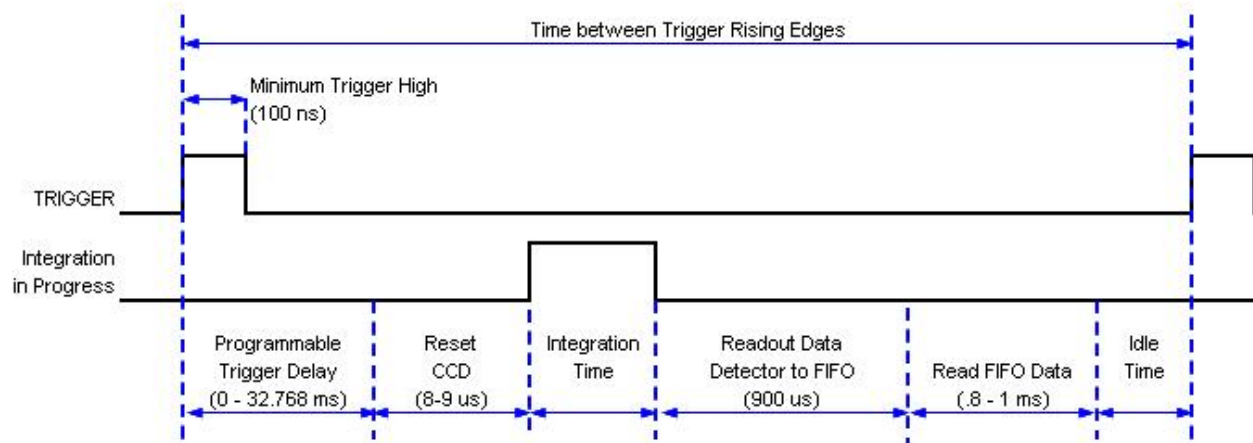 Time between Trigger Rising Edges
Minimum Trigger High
(100 ns)
TRIGGER
Integration
in Progress
Programmable
Trigger Delay
(0 - 32.768 ms)
Reset
CCD
(8-9 us)
Integration
Time
Readout Data
Detector to FIFO
(900 us)
Read FIFO Data
(.8 - 1 ms)
Idle
Time